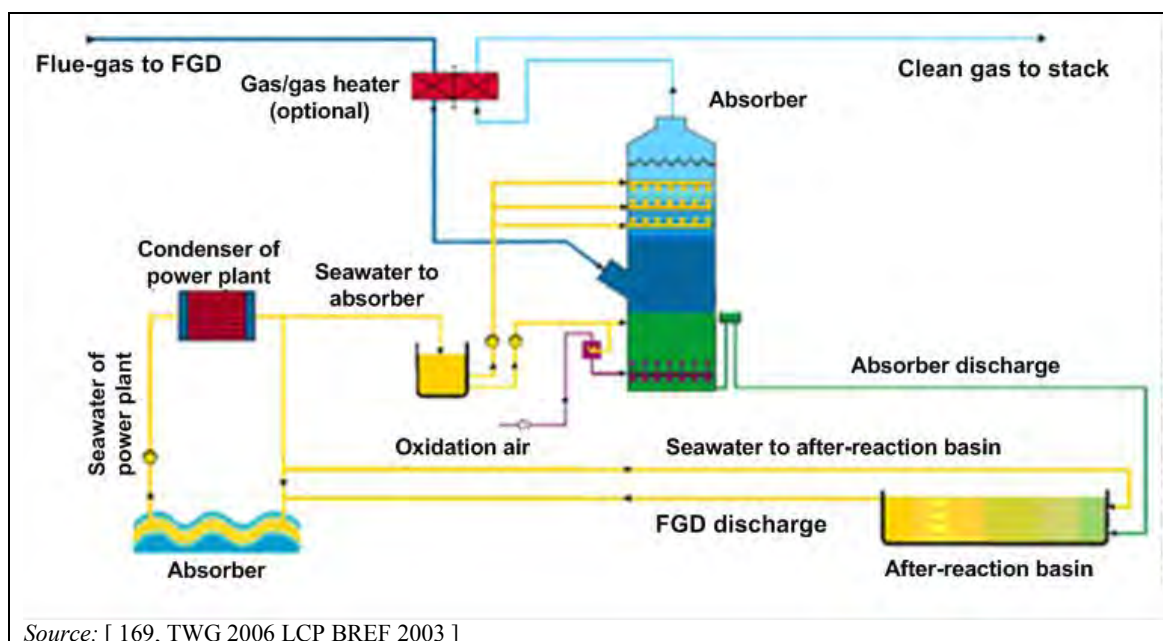 Flue-gas to FGD
Gas/gas heater
(optional)
Clean gas to stack
Absorber
Condenser of
power plant
Seawater to
absorber
Seawater of
power plant
Absorber discharge
Oxidation air
Seawater to after-reaction basin
FGD discharge
Absorber
After-reaction basin
Source: [ 169, TWG 2006 LCP BREF 2003 ]